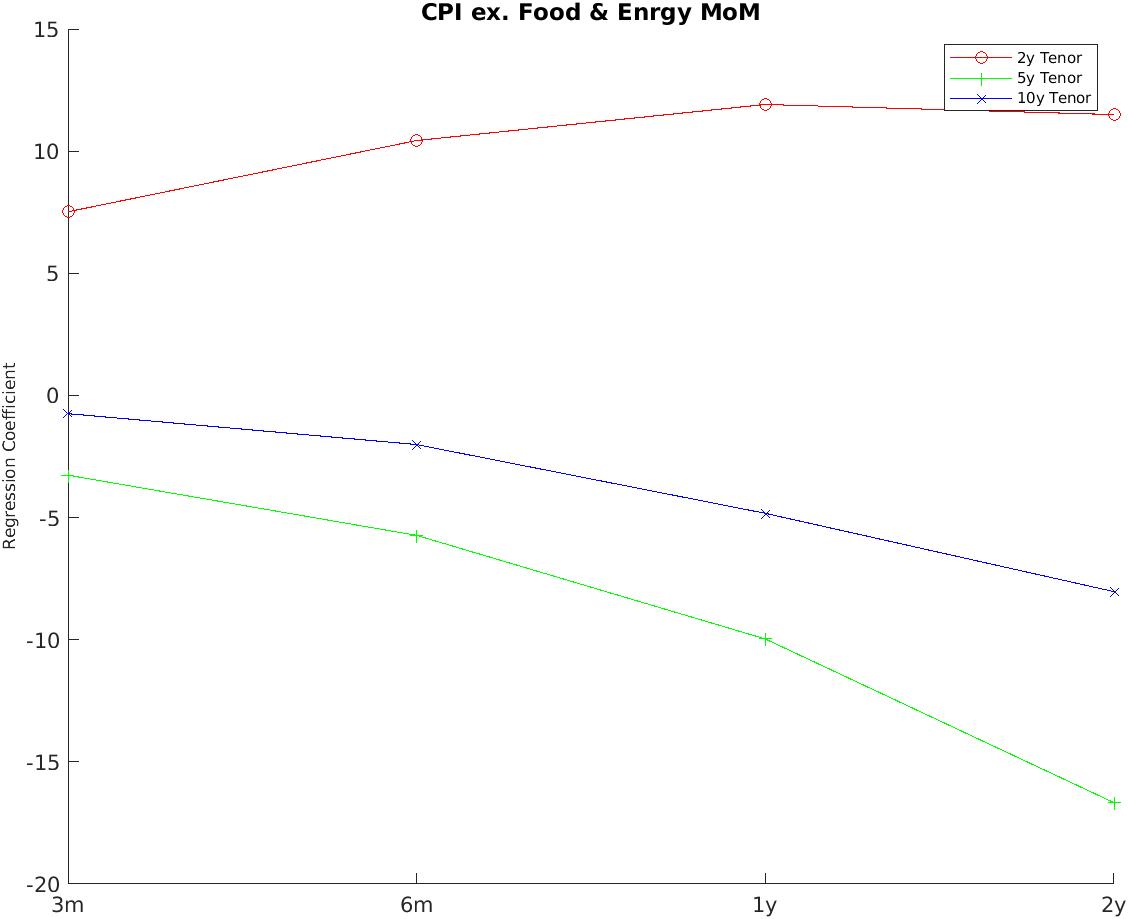 CPI ex. Food & Enrgy MoM
15
10
5
0
-5
-10
-15
-20
Regression Coefficient
2y Tenor
5y Tenor
10y Tenor
3m
6m
1y
2y